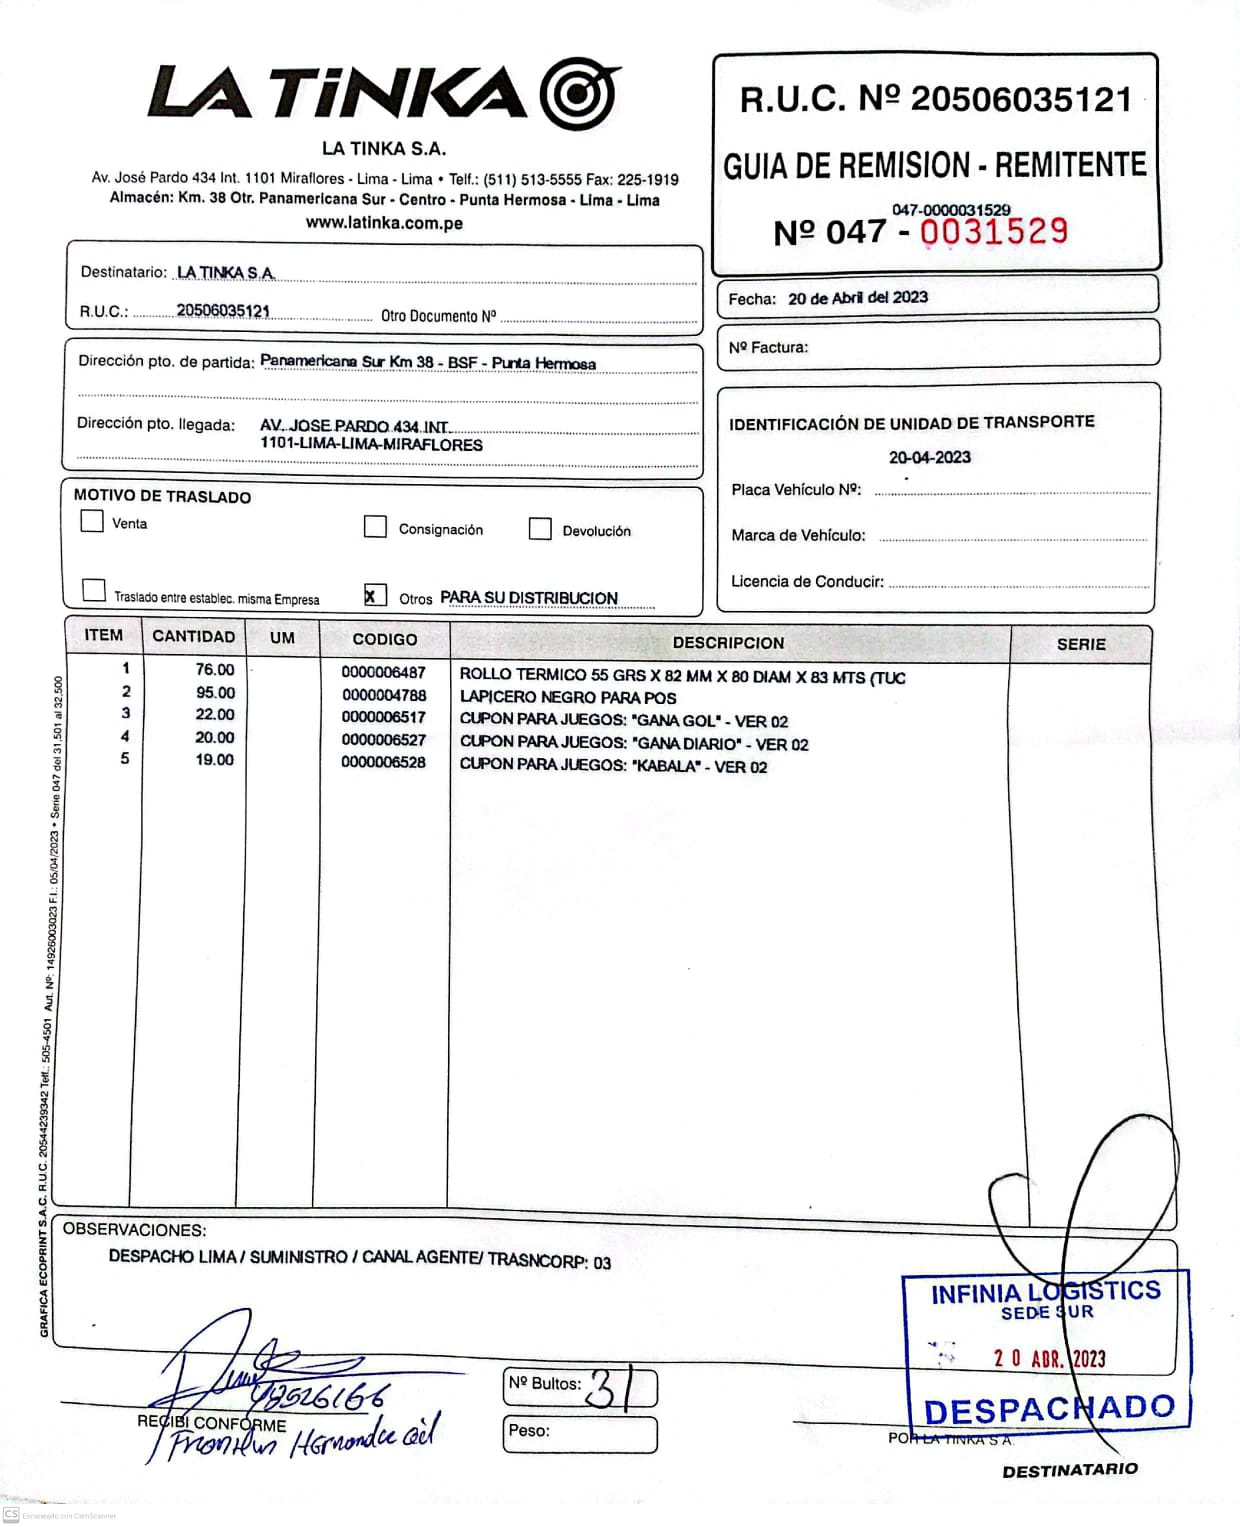 LA TiNKA
LA TINKA S.A.
Av. José Pardo 434 Int. 1101 Miraflores - Lima - Lima • Telf.: (511) 513-5555 Fax: 225-1919
Almacén: Km. 38 Otr. Panamericana Sur - Centro - Punta Hermosa - Lima - Lima
www.latinka.com.pe
R.U.C. Nº 20506035121
GUIA DE REMISION - REMITENTE
047-0000031529
Nº 047 - 0031529
Destinatario: LA TINKA S.A.
R.U.C.: 20506035121 Otro Documento Nº
Fecha: 20 de Abril del 2023
Nº Factura:
Dirección pto. de partida: Panamericana Sur Km 38 - BSF - Punta Hermosa
Dirección pto. llegada: AV. JOSE PARDO 434 INT.
1101-LIMA-LIMA-MIRAFLORES
IDENTIFICACIÓN DE UNIDAD DE TRANSPORTE
20-04-2023
Placa Vehículo Nº:
Marca de Vehículo:
Licencia de Conducir:
MOTIVO DE TRASLADO
Venta Consignación Devolución
Traslado entre establec. misma Empresa X Otros PARA SU DISTRIBUCION
ITEM CANTIDAD UM CODIGO DESCRIPCION SERIE
1 76.00 0000006487 ROLLO TERMICO 55 GRS X 82 MM X 80 DIAM X 83 MTS (TUC
2 95.00 0000004788 LAPICERO NEGRO PARA POS
3 22.00 0000006517 CUPON PARA JUEGOS: "GANA GOL" - VER 02
4 20.00 0000006527 CUPON PARA JUEGOS: "GANA DIARIO" - VER 02
5 19.00 0000006528 CUPON PARA JUEGOS: "KABALA" - VER 02
GRAFICA ECOPRINT S.A.C. R.U.C. 20544239342 Telf.: 505-4501 Aut. Nº: 14926003023 F.I.: 05/04/2023 • Serie 047 del 31,501 al 32,500
OBSERVACIONES:
DESPACHO LIMA / SUMINISTRO / CANAL AGENTE/ TRASNCORP: 03
INFINIA LOGISTICS
SEDE SUR
20 ABR. 2023
DESPACHADO
48526166
RECIBI CONFORME
Hernandez
Nº Bultos: 31
Peso:
POR LA TINKA S.A.
DESTINATARIO
CS Escaneado con CamScanner